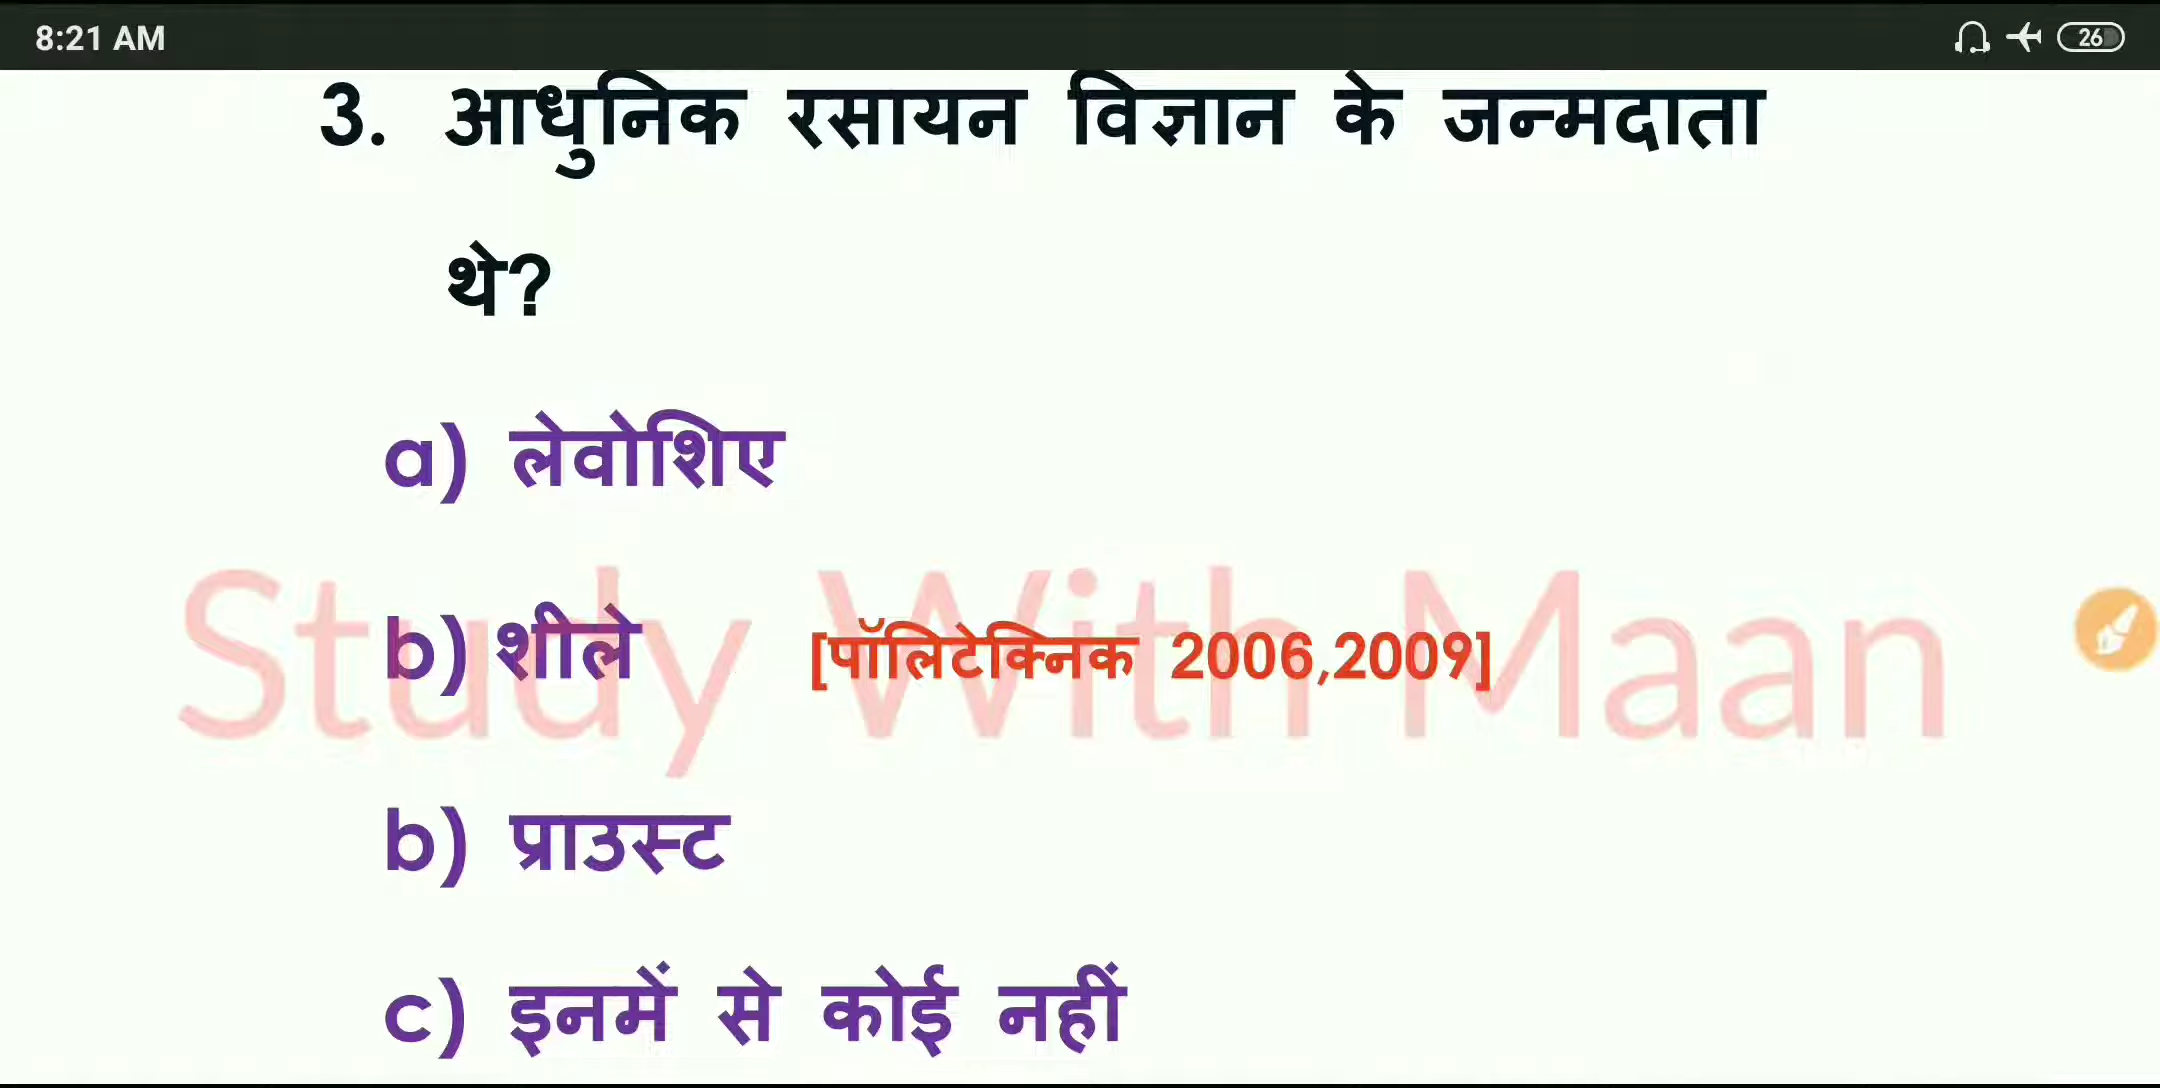 8:21 AM 26
3. आधुनिक रसायन विज्ञान के जन्मदाता
थे?
a) लेवोशिए
b) शीले [पॉलिटेक्निक 2006,2009]
Study With Maan
b) प्राउस्ट
c) इनमें से कोई नहीं